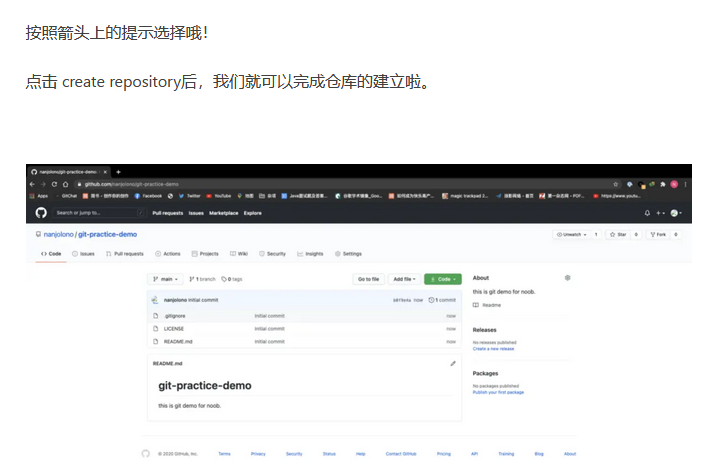 按照箭头上的提示选择哦！
点击 create repository后，我们就可以完成仓库的建立啦。
nanjolono/git-practice-demo
github.com/nanjolono/git-practice-demo
Apps GitChat Facebook Twitter YouTube Gmail 地图
Search or jump to... Pull requests Issues Marketplace Explore
nanjolono / git-practice-demo Unwatch 1 Star 0 Fork 0
Code Issues Pull requests Actions Projects Wiki Security Insights Settings
main 1 branch 0 tags Go to file Add file Code
About
this is git demo for noob.
Readme
nanjolono Initial commit now 1 commit
.gitignore Initial commit now
LICENSE Initial commit now
README.md Initial commit now
Releases
No releases published
Create a new release
README.md
git-practice-demo
this is git demo for noob.
Packages
No packages published
Publish your first package
© 2020 GitHub, Inc. Terms Privacy Security Status Help Contact GitHub Pricing API Training Blog About